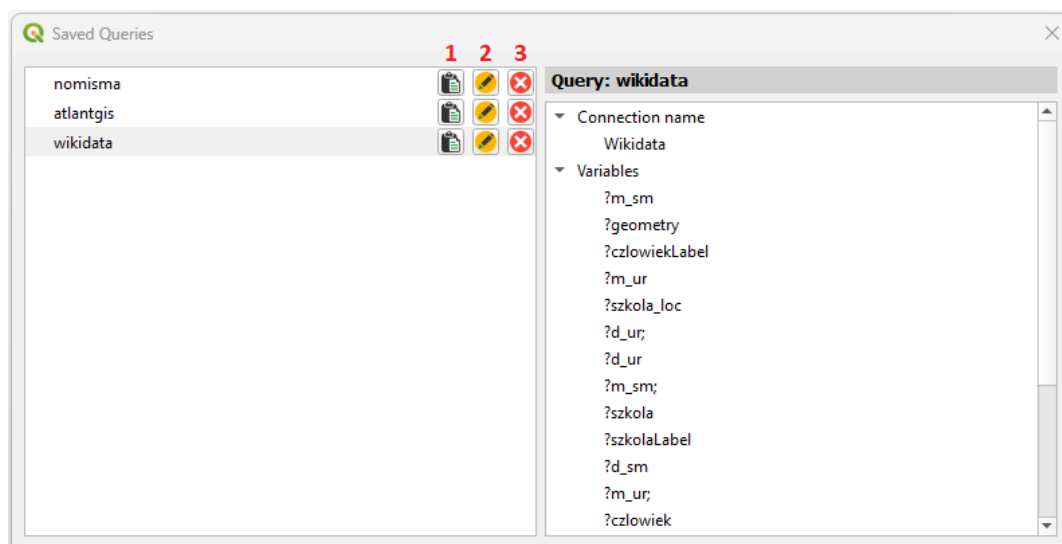 Saved Queries
1 2 3
nomisma
atlantgis
wikidata
Query: wikidata
Connection name
Wikidata
Variables
?m_sm
?geometry
?człowiekLabel
?m_ur
?szkola_loc
?d_ur;
?d_ur
?m_sm;
?szkola
?szkolaLabel
?d_sm
?m_ur;
?czlowiek